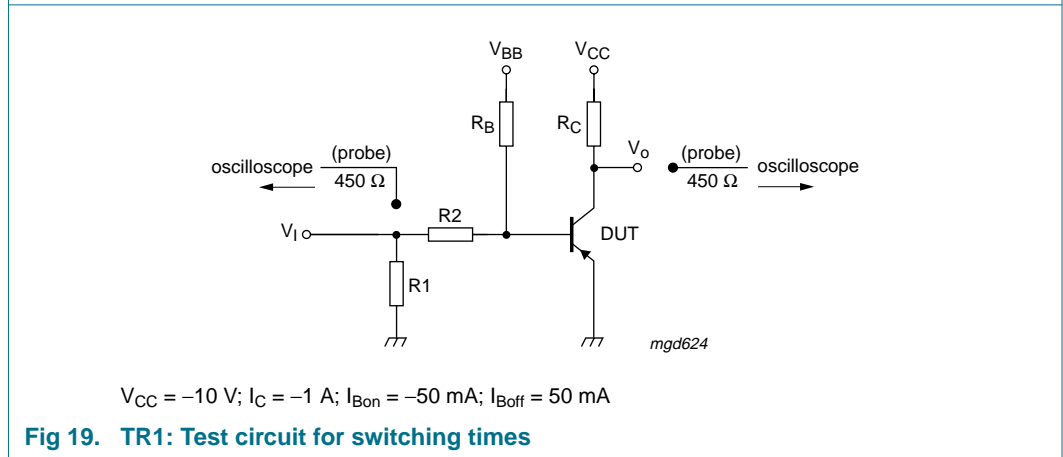 VBB
VCC
RB
RC
Vo
(probe)
oscilloscope
450 Ω
(probe)
oscilloscope
450 Ω
R2
VI
DUT
R1
mgd624
VCC = −10 V; IC = −1 A; IBon = −50 mA; IBoff = 50 mA
Fig 19. TR1: Test circuit for switching times